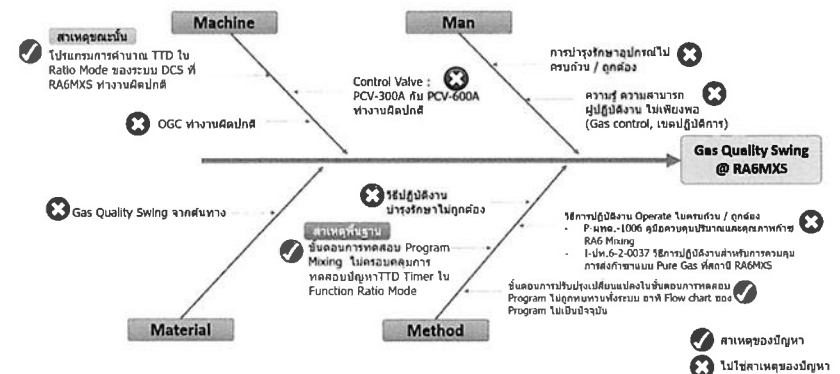 Machine
Man
สาเหตุขณะนั้น
โปรแกรมการคำนวณ TTD ใน
Ratio Mode ของระบบ DCS ที่
RA6MXS ทำงานผิดปกติ
OGC ทำงานผิดปกติ
Control Valve :
PCV-300A กับ PCV-600A
ทำงานผิดปกติ
การบำรุงรักษาอุปกรณ์ไม่
ครบถ้วน / ถูกต้อง
ความรู้ ความสามารถ
ผู้ปฏิบัติงาน ไม่เพียงพอ
(Gas control, เขตปฏิบัติการ)
Gas Quality Swing
@ RA6MXS
Gas Quality Swing จากต้นทาง
วิธีปฏิบัติงาน
บำรุงรักษาไม่ถูกต้อง
สาเหตุพื้นฐาน
ขั้นตอนการทดสอบ Program
Mixing ไม่ครอบคลุมการ
ทดสอบปัญหาTTD Timer ใน
Function Ratio Mode
วิธีการปฏิบัติงาน Operate ไม่ครบถ้วน / ถูกต้อง
- P-ผทด.-1006 คู่มือควบคุมปริมาณและคุณภาพก๊าซ
RA6 Mixing
- I-ปท.6-2-0037 วิธีการปฏิบัติงานสำหรับการควบคุม
การส่งก๊าซแบบ Pure Gas ที่สถานี RA6MXS
ขั้นตอนการปรับปรุงเปลี่ยนแปลงในขั้นตอนการทดสอบ
Program ไม่ถูกทบทวนทั้งระบบ อาทิ Flow chart ของ
Program ไม่เป็นปัจจุบัน
Material
Method
สาเหตุของปัญหา
ไม่ใช่สาเหตุของปัญหา